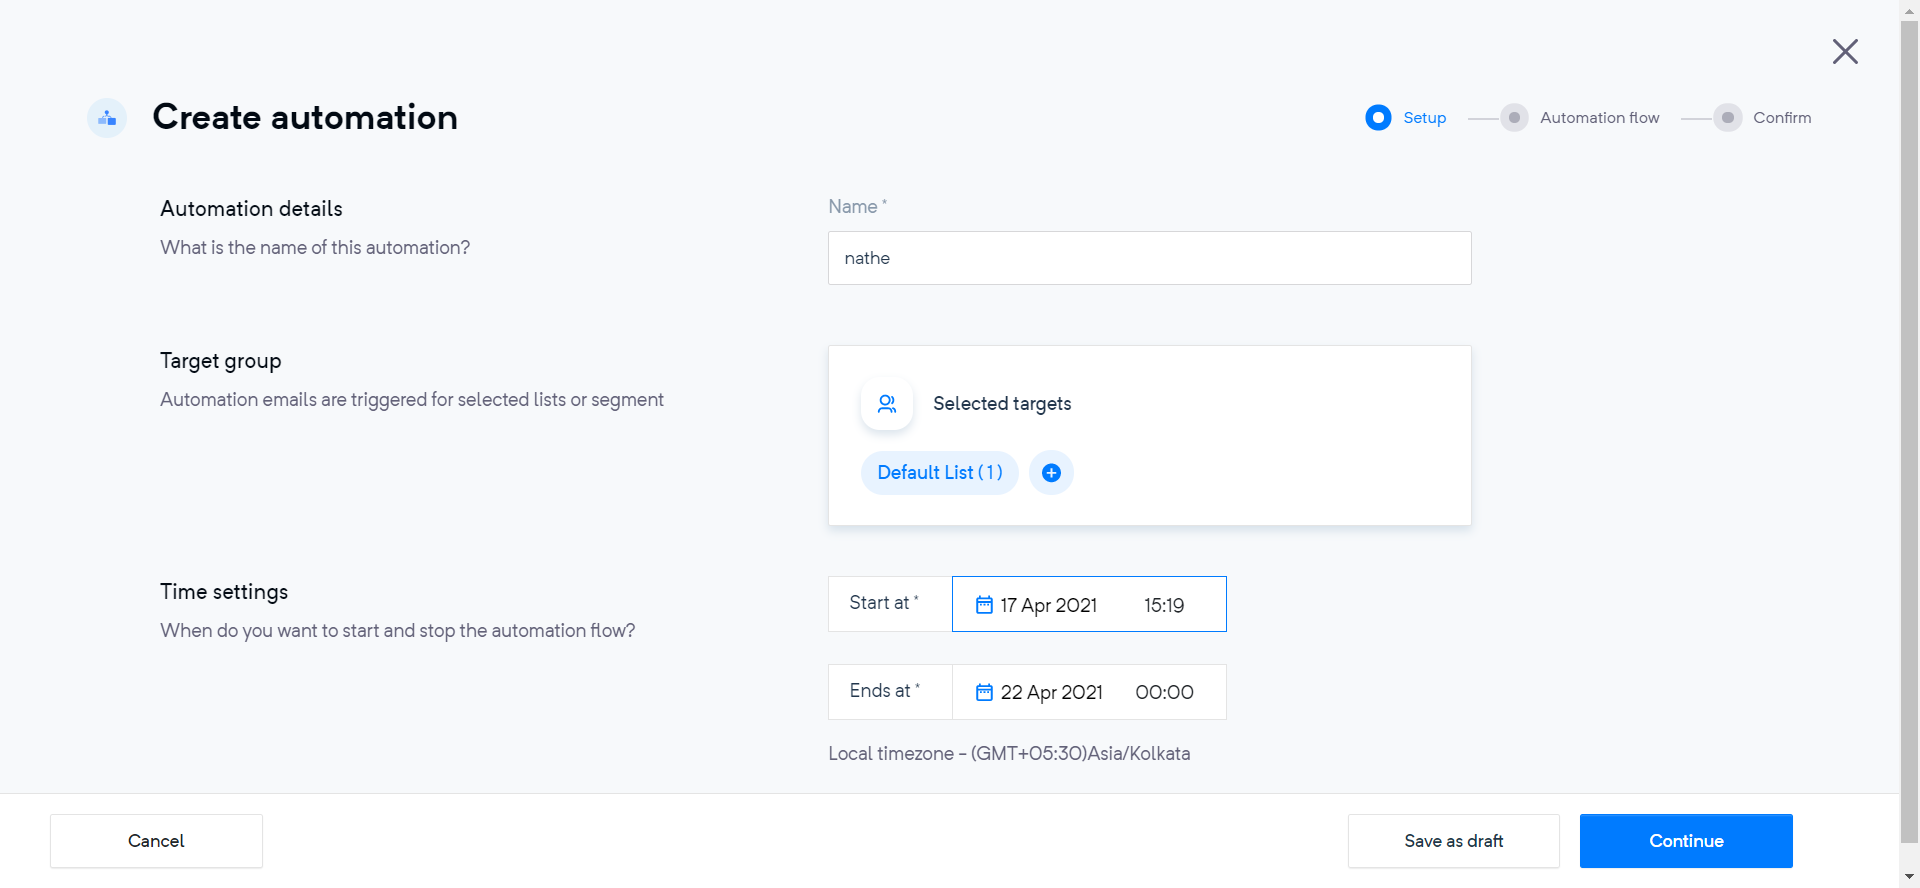 Create automation
Setup
Automation flow
Confirm
Automation details
What is the name of this automation?
Name *
nathe
Target group
Automation emails are triggered for selected lists or segment
Selected targets
Default List ( 1 )
Time settings
When do you want to start and stop the automation flow?
Start at *
17 Apr 2021 15:19
Ends at *
22 Apr 2021 00:00
Local timezone - (GMT+05:30)Asia/Kolkata
Cancel
Save as draft
Continue